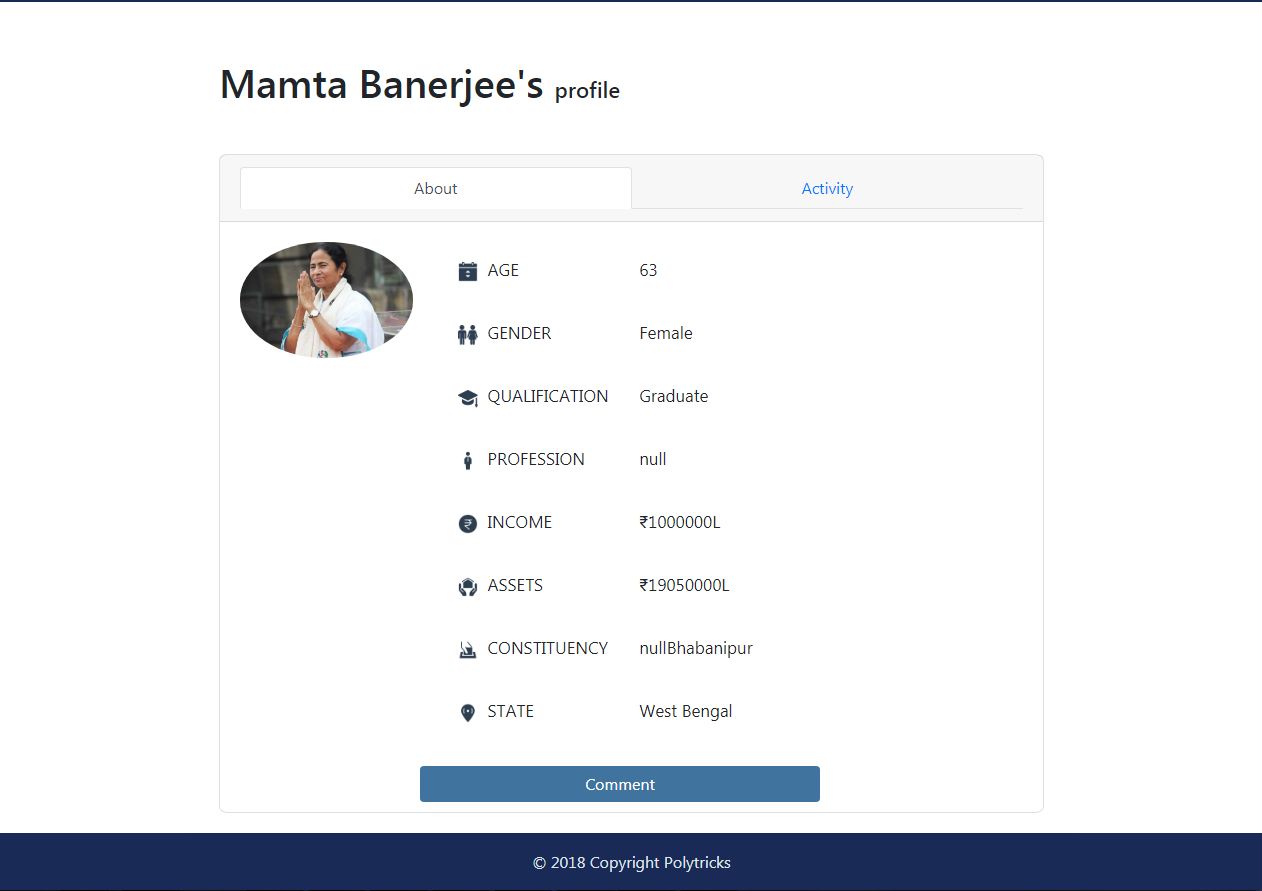 Mamta Banerjee's profile
About Activity
AGE 63
GENDER Female
QUALIFICATION Graduate
PROFESSION null
INCOME ₹1000000L
ASSETS ₹19050000L
CONSTITUENCY nullBhabanipur
STATE West Bengal
Comment
© 2018 Copyright Polytricks